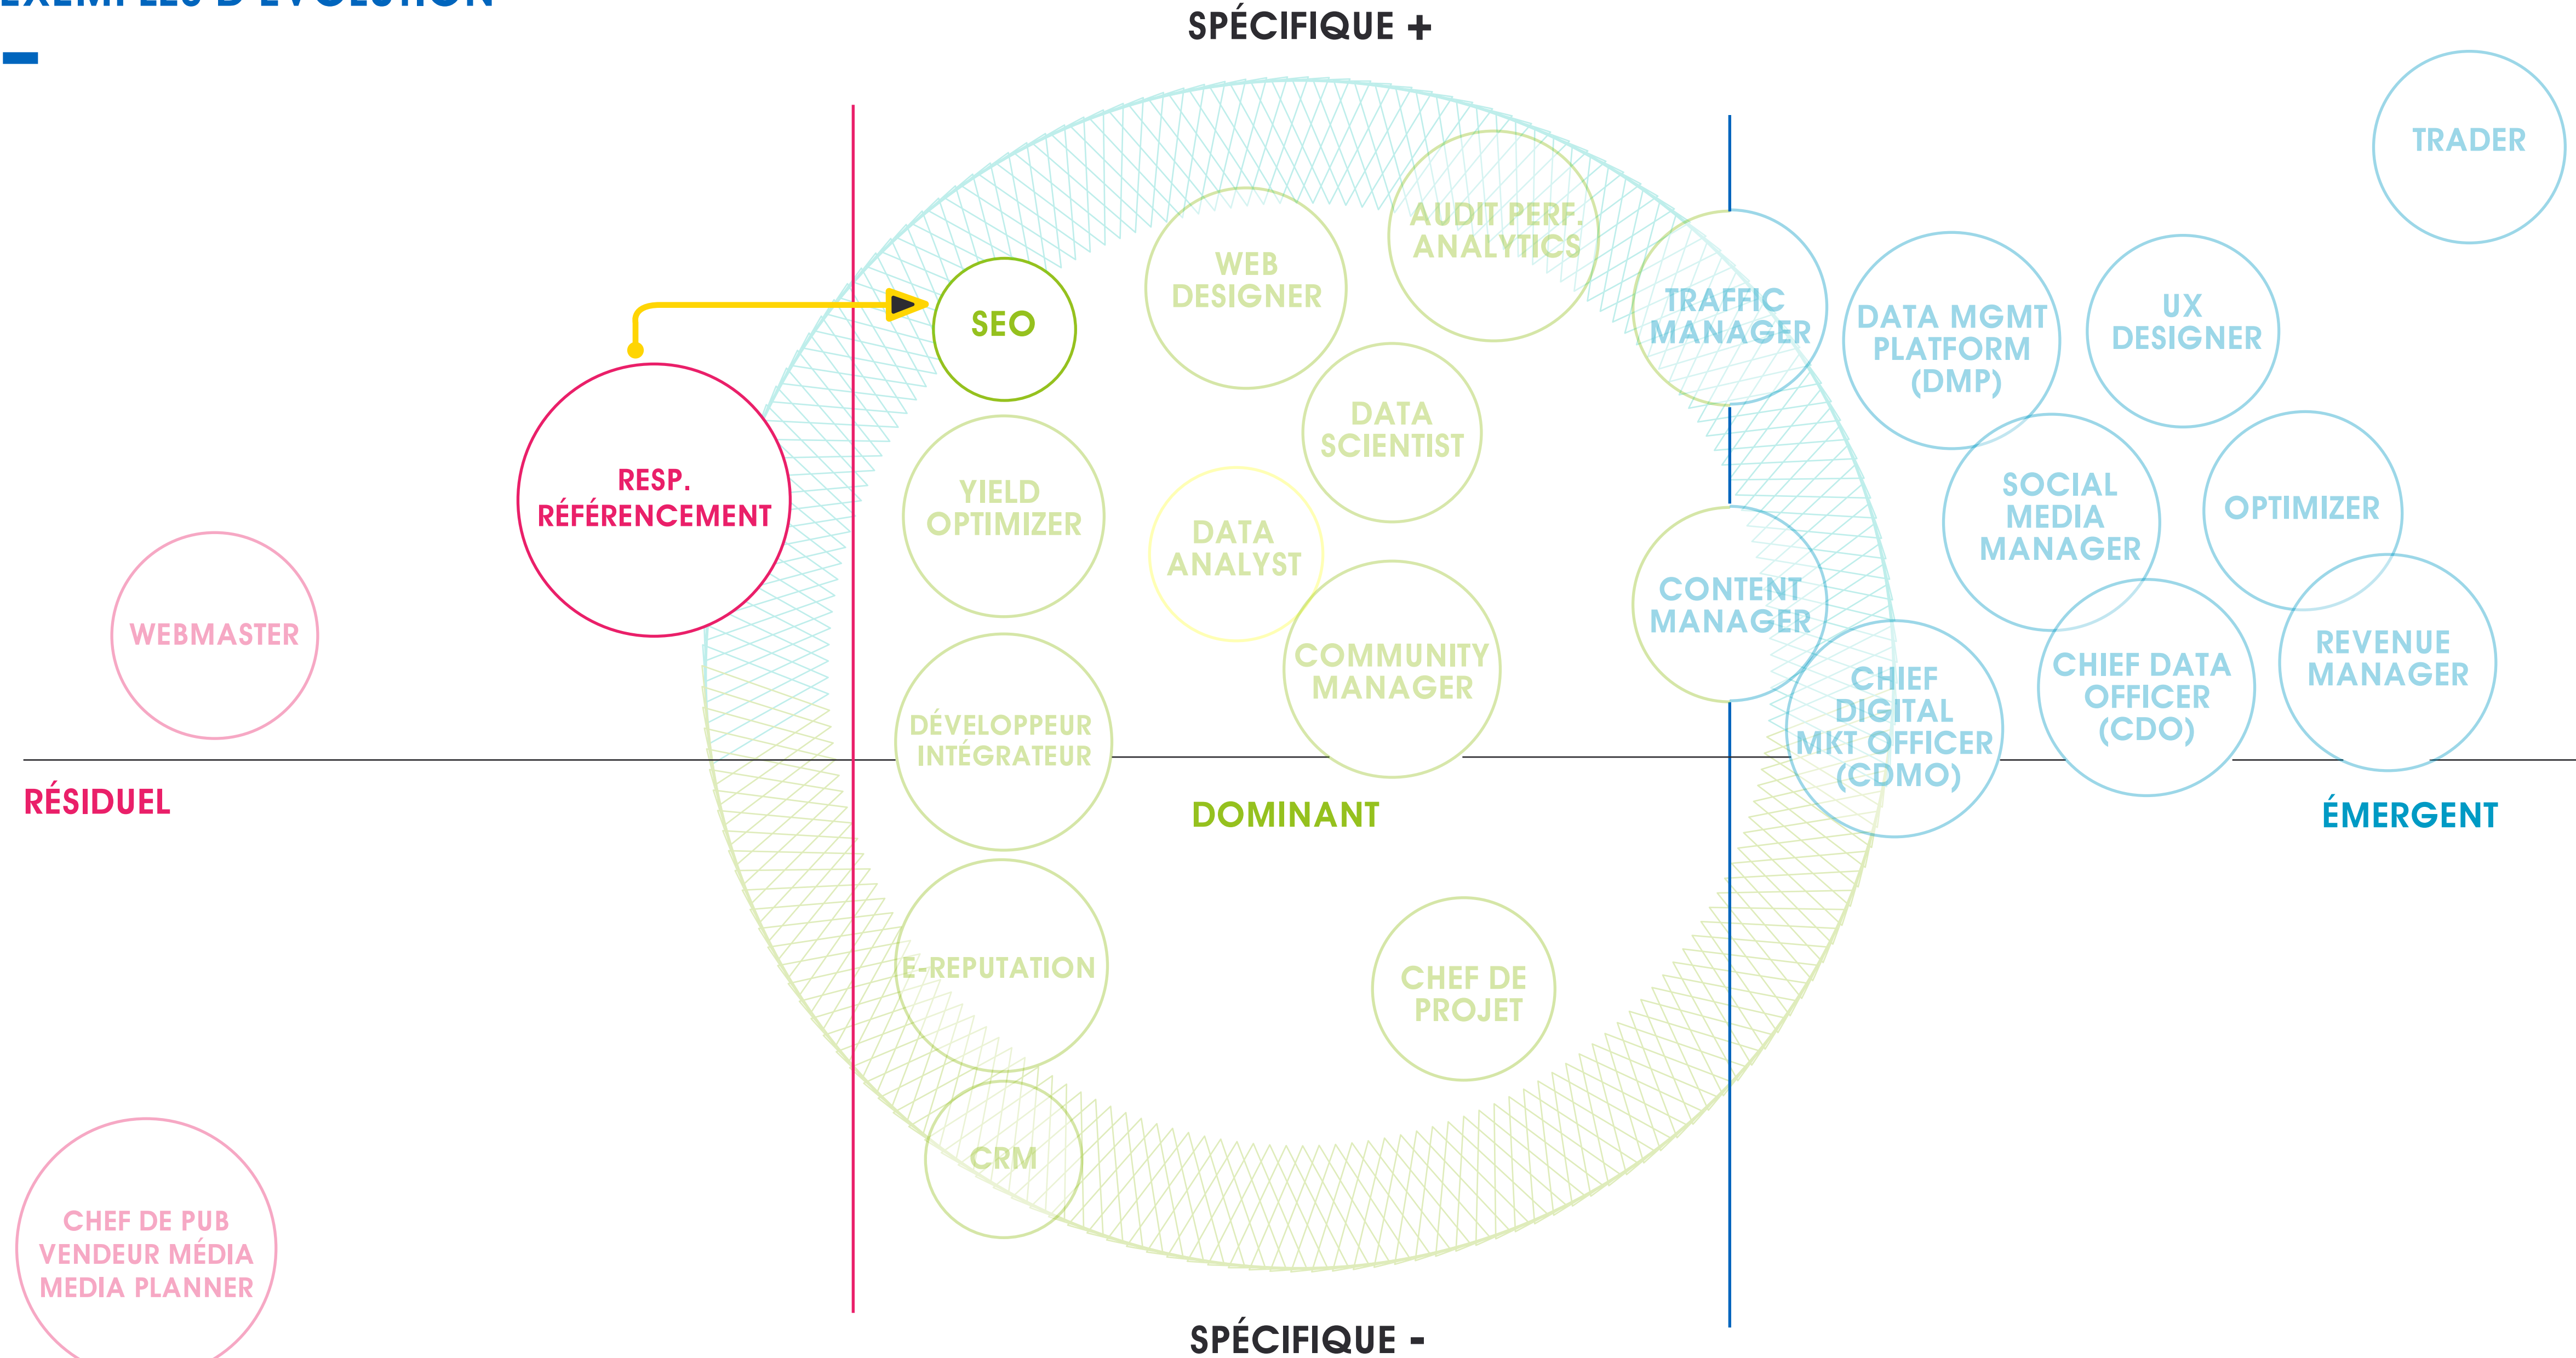 EXEMPLES D'ÉVOLUTION
SPÉCIFIQUE +
TRADER
AUDIT PERF.
ANALYTICS
WEB
DESIGNER
SEO
TRAFFIC
MANAGER
DATA MGMT
PLATFORM
(DMP)
UX
DESIGNER
DATA
SCIENTIST
RESP.
RÉFÉRENCEMENT
YIELD
OPTIMIZER
DATA
ANALYST
SOCIAL
MEDIA
MANAGER
OPTIMIZER
WEBMASTER
CONTENT
MANAGER
COMMUNITY
MANAGER
REVENUE
MANAGER
CHIEF
DIGITAL
MKT OFFICER
(CDMO)
CHIEF DATA
OFFICER
(CDO)
DÉVELOPPEUR
INTÉGRATEUR
RÉSIDUEL
DOMINANT
ÉMERGENT
E-REPUTATION
CHEF DE
PROJET
CRM
CHEF DE PUB
VENDEUR MÉDIA
MEDIA PLANNER
SPÉCIFIQUE -